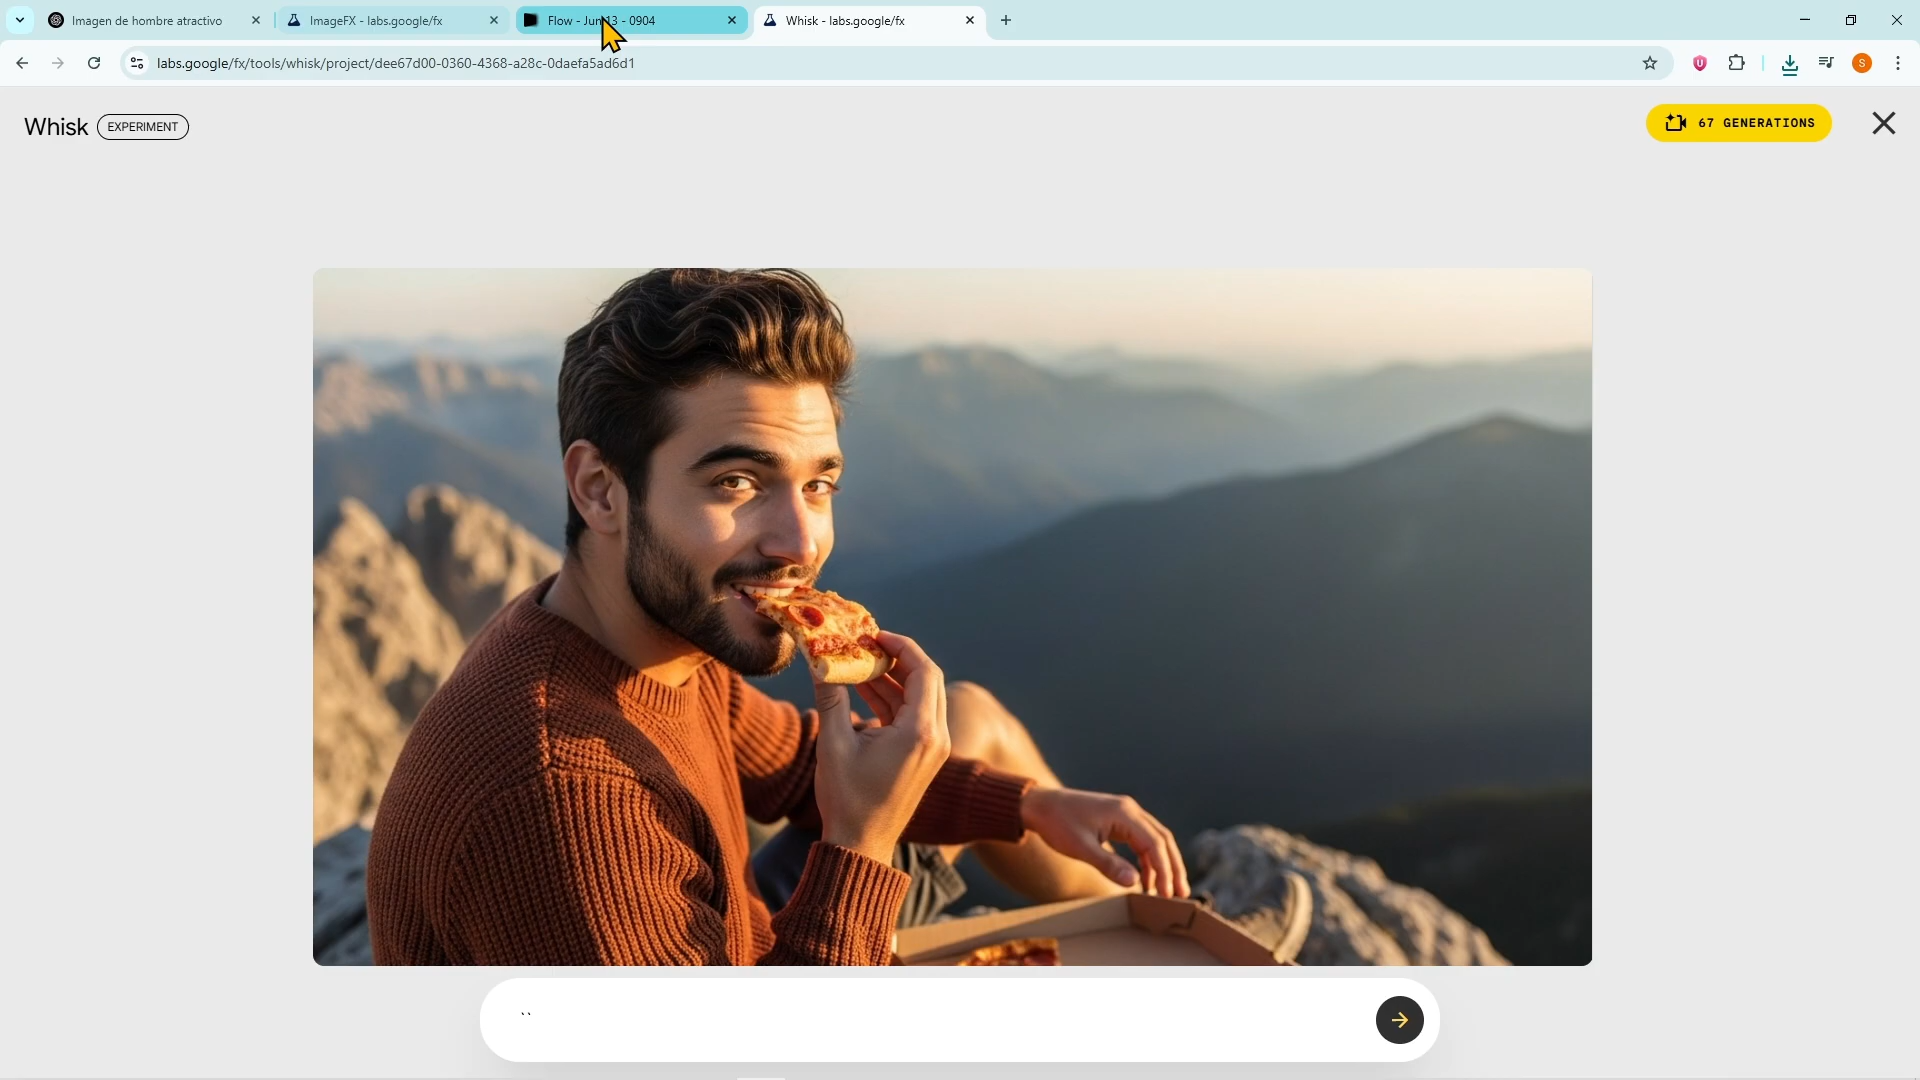 Imagen de hombre atractivo
ImageFX - labs.google/fx
Flow - Jun 13 - 0904
Whisk - labs.google/fx
labs.google/fx/tools/whisk/project/dee67d00-0360-4368-a28c-0daefa5ad6d1
S
Whisk EXPERIMENT
67 GENERATIONS
``